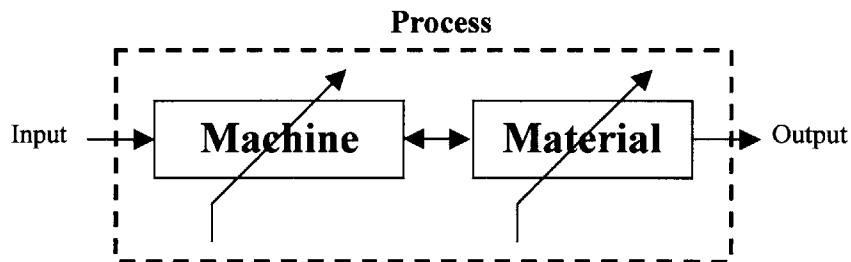 Process
Input
Machine
Material
Output